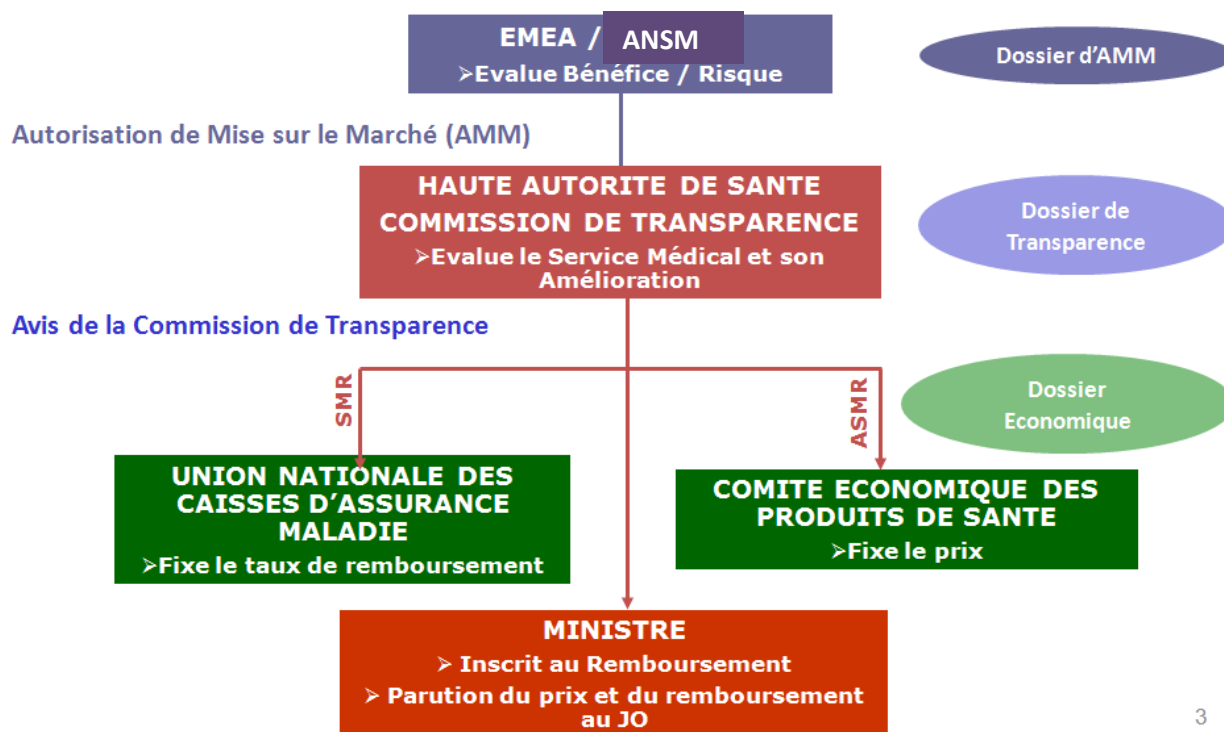 EMEA / ANSM
➢Evalue Bénéfice / Risque
Dossier d'AMM
Autorisation de Mise sur le Marché (AMM)
HAUTE AUTORITE DE SANTE
COMMISSION DE TRANSPARENCE
➢Evalue le Service Médical et son
Amélioration
Dossier de
Transparence
Avis de la Commission de Transparence
SMR
ASMR
Dossier
Economique
UNION NATIONALE DES
CAISSES D'ASSURANCE
MALADIE
➢Fixe le taux de remboursement
COMITE ECONOMIQUE DES
PRODUITS DE SANTE
➢Fixe le prix
MINISTRE
➢ Inscrit au Remboursement
➢ Parution du prix et du remboursement
au JO
3